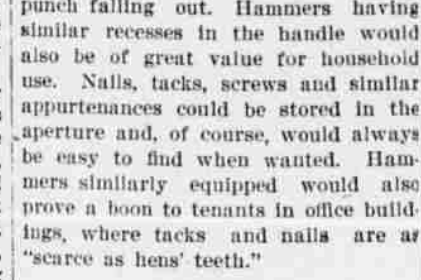 punch falling out. Hammers having
similar recesses in the handle would
also be of great value for household
use. Nails, tacks, screws and similar
appurtenances could be stored in the
aperture and, of course, would always
be easy to find when wanted. Ham-
mers similarly equipped would also
prove a boon to tenants in office build-
ings, where tacks and nails are as
"scarce as hens' teeth."